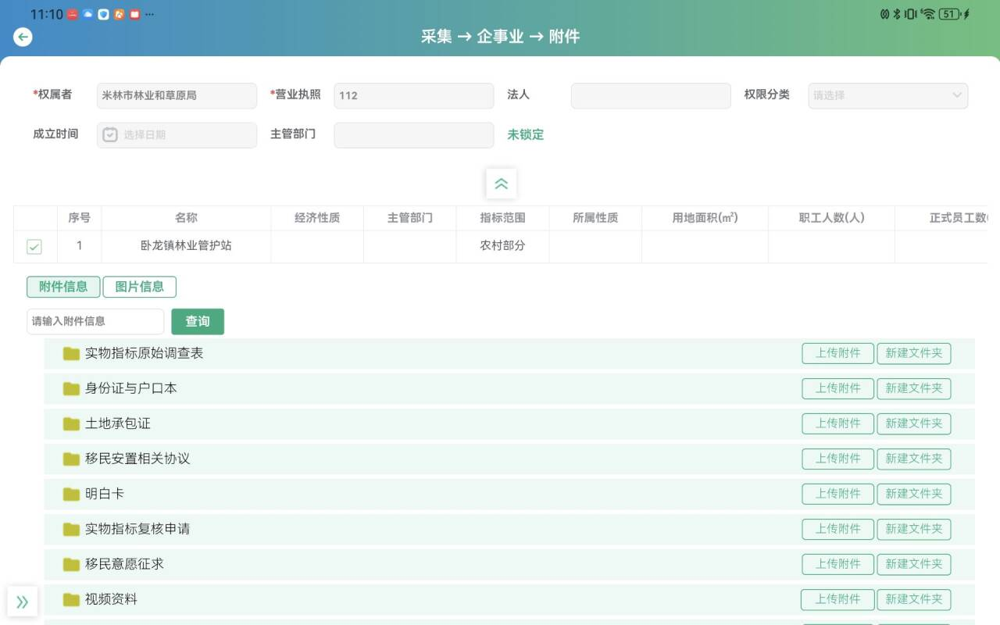 11:10 ... 51
采集 → 企事业 → 附件
*权属者 米林市林业和草原局 *营业执照 112 法人 权限分类 请选择
成立时间 选择日期 主管部门 未锁定
序号 名称 经济性质 主管部门 指标范围 所属性质 用地面积(㎡) 职工人数(人) 正式员工数(
1 卧龙镇林业管护站 农村部分
附件信息 图片信息
请输入附件信息 查询
实物指标原始调查表 上传附件 新建文件夹
身份证与户口本 上传附件 新建文件夹
土地承包证 上传附件 新建文件夹
移民安置相关协议 上传附件 新建文件夹
明白卡 上传附件 新建文件夹
实物指标复核申请 上传附件 新建文件夹
移民意愿征求 上传附件 新建文件夹
视频资料 上传附件 新建文件夹